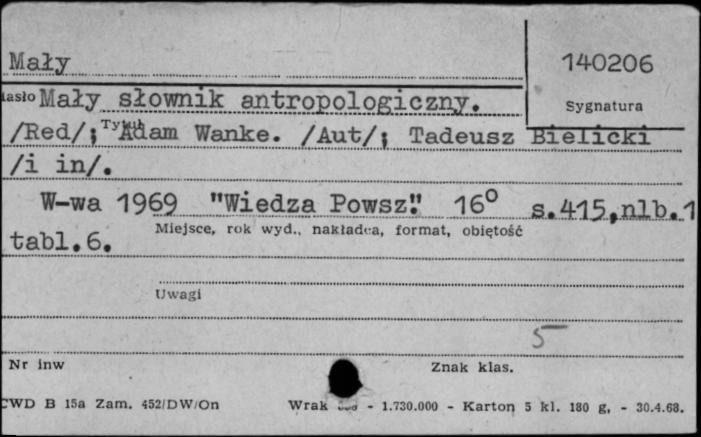 Mały
140206
Sygnatura
Mały słownik antropologiczny.
Tytuł
/Red/; Adam Wanke. /Aut/; Tadeusz Bielicki
/i in/.
W-wa 1969 "Wiedza Powsz." 16° s.415,nlb.1
Miejsce, rok wyd., nakładca, format, objętość
tabl.6.
Uwagi
5
Nr inw
Znak klas.
CWD B 15a Zam. 452/DW/On Wrak - 1.730.000 - Karton 5 kl. 180 g, - 30.4.68.